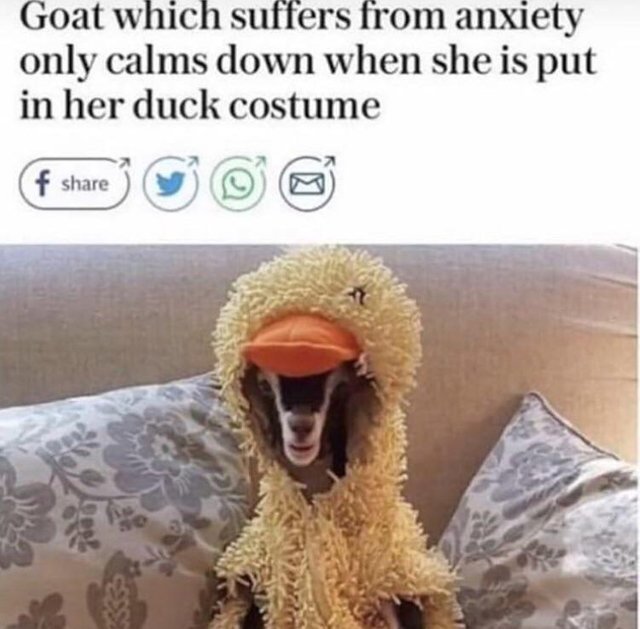 Goat which suffers from anxiety
only calms down when she is put
in her duck costume
f share